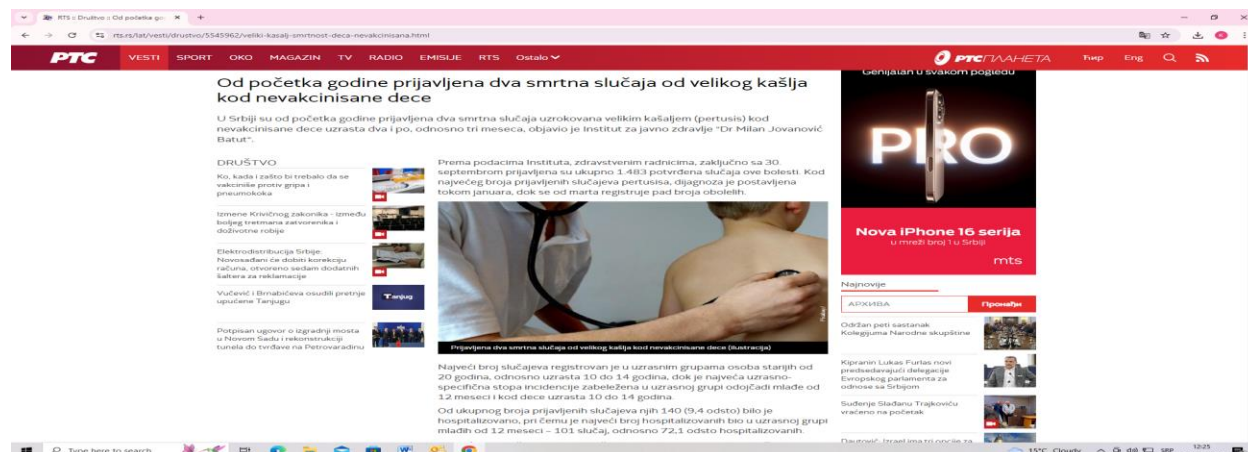 RTS :: Društvo :: Od početka go
rts.rs/lat/vesti/drustvo/5545962/veliki-kasalj-smrtnost-deca-nevakcinisana.html
PTC
VESTI SPORT OKO MAGAZIN TV RADIO EMISIJE RTS Ostalo
PTC ПЛАНЕТА Ћир Eng
Od početka godine prijavljena dva smrtna slučaja od velikog kašlja
kod nevakcinisane dece
U Srbiji su od početka godine prijavljena dva smrtna slučaja uzrokovana velikim kašaljem (pertusis) kod
nevakcinisane dece uzrasta dva i po, odnosno tri meseca, objavio je Institut za javno zdravlje "Dr Milan Jovanović
Batut".
DRUŠTVO
Ko, kada i zašto bi trebalo da se
vakciniše protiv gripa i
pneumokoka
Izmene Krivičnog zakonika - između
boljeg tretmana zatvorenika i
doživotne robije
Elektrodistribucija Srbije:
Novosađani će dobiti korekciju
računa, otvoreno sedam dodatnih
šaltera za reklamacije
Vučević i Brnabićeva osudili pretnje
upućene Tanjugu
Tanjug
Potpisan ugovor o izgradnji mosta
u Novom Sadu i rekonstrukciji
tunela do tvrđave na Petrovaradinu
Prema podacima Instituta, zdravstvenim radnicima, zaključno sa 30.
septembrom prijavljena su ukupno 1.483 potvrđena slučaja ove bolesti. Kod
najvećeg broja prijavljenih slučajeva pertusisa, dijagnoza je postavljena
tokom januara, dok se od marta registruje pad broja obolelih.
Prijavljena dva smrtna slučaja od velikog kašlja kod nevakcinisane dece (ilustracija)
Najveći broj slučajeva registrovan je u uzrasnim grupama osoba starijih od
20 godina, odnosno uzrasta 10 do 14 godina, dok je najveća uzrasno-
specifična stopa incidencije zabeležena u uzrasnoj grupi odojčadi mlađe od
12 meseci i kod dece uzrasta 10 do 14 godina.
Od ukupnog broja prijavljenih slučajeva njih 140 (9,4 odsto) bilo je
hospitalizovano, pri čemu je najveći broj hospitalizovanih bio u uzrasnoj grupi
mlađih od 12 meseci – 101 slučaj, odnosno 72,1 odsto hospitalizovanih.
Genijalan u svakom pogledu
PRO
Nova iPhone 16 serija
u mreži broj 1 u Srbiji
mts
Najnovije
АРХИВА Пронађи
Održan peti sastanak
Kolegijuma Narodne skupštine
Kipranin Lukas Furlas novi
predsedavajući delegacije
Evropskog parlamenta za
odnose sa Srbijom
Suđenje Slađanu Trajkoviću
vraćeno na početak
Dautović: Izrael ima tri opcije za
Type here to search
15°C Cloudy
SRP
12:25